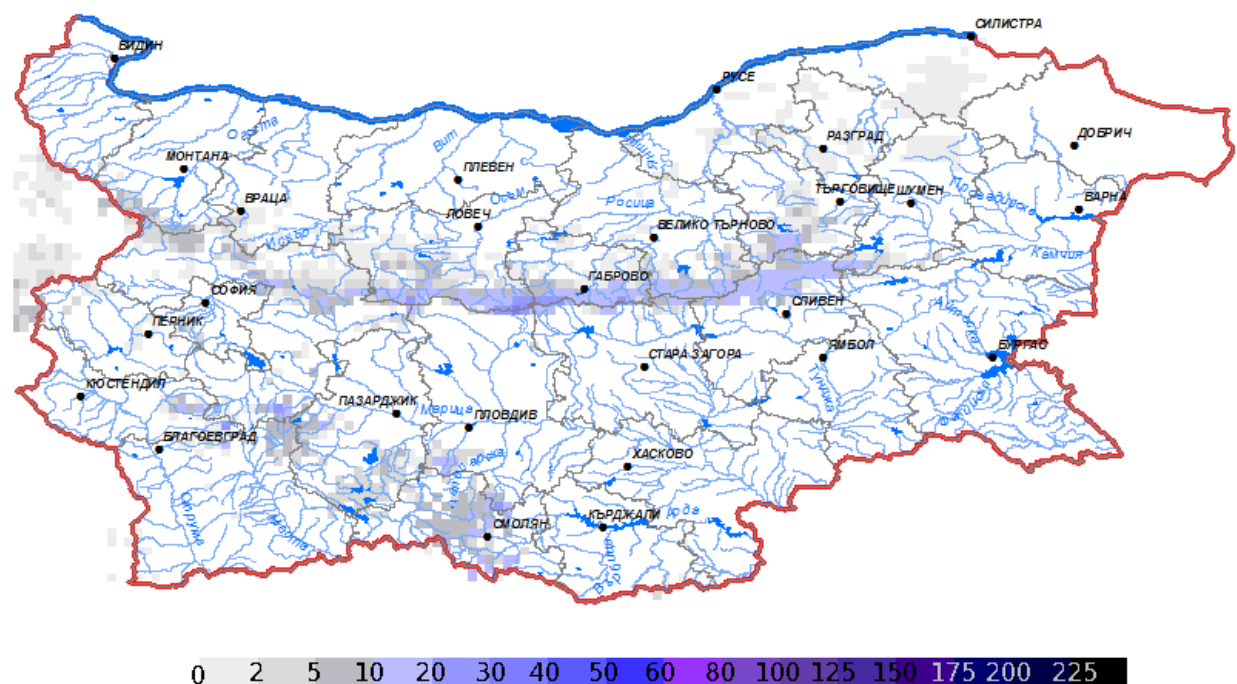 СИЛИСТРА
ВИДИН
РУСЕ
Огоста
Вит
РАЗГРАД
ДОБРИЧ
МОНТАНА
ПЛЕВЕН
ВРАЦА
Осъм
Росица
ТЪРГОВИЩЕ
ШУМЕН
ВАРНА
ЛОВЕЧ
ВЕЛИКО ТЪРНОВО
Камчия
ГАБРОВО
СОФИЯ
СЛИВЕН
ПЕРНИК
СТАРА ЗАГОРА
ЯМБОЛ
БУРГАС
Тунджа
КЮСТЕНДИЛ
ПАЗАРДЖИК
Марица
ПЛОВДИВ
БЛАГОЕВГРАД
ХАСКОВО
Струма
Места
СМОЛЯН
КЪРДЖАЛИ
Арда
0 2 5 10 20 30 40 50 60 80 100 125 150 175 200 225